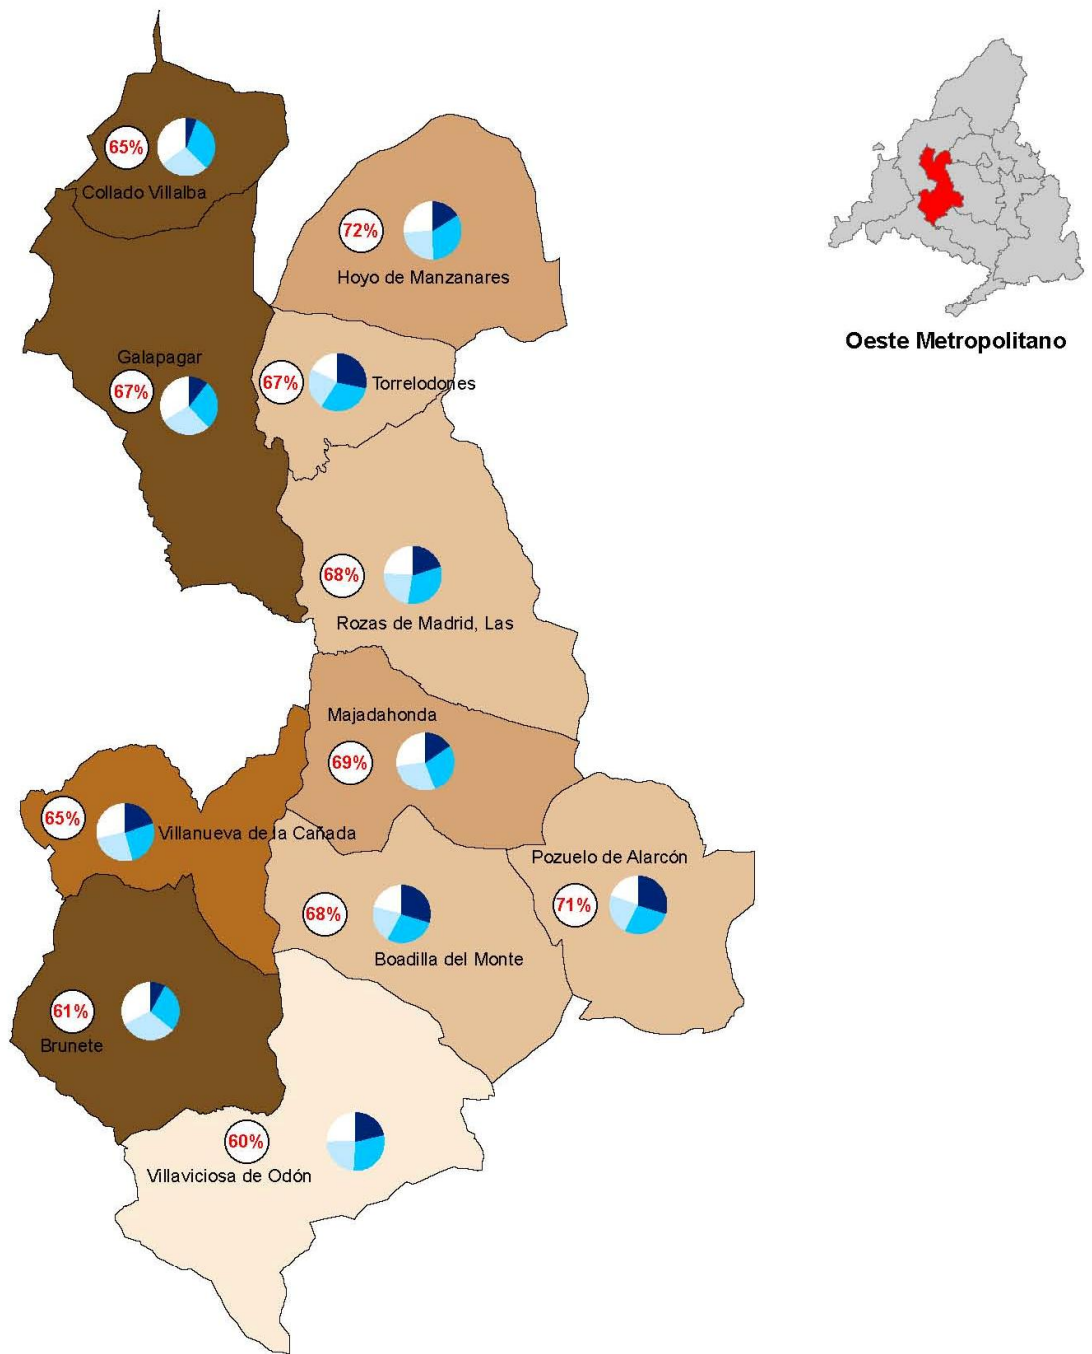 65%
Collado Villalba
72%
Hoyo de Manzanares
Oeste Metropolitano
Galapagar
67%
67%
Torrelodones
68%
Rozas de Madrid, Las
Majadahonda
69%
65%
Villanueva de la Cañada
Pozuelo de Alarcón
71%
68%
Boadilla del Monte
61%
Brunete
60%
Villaviciosa de Odón